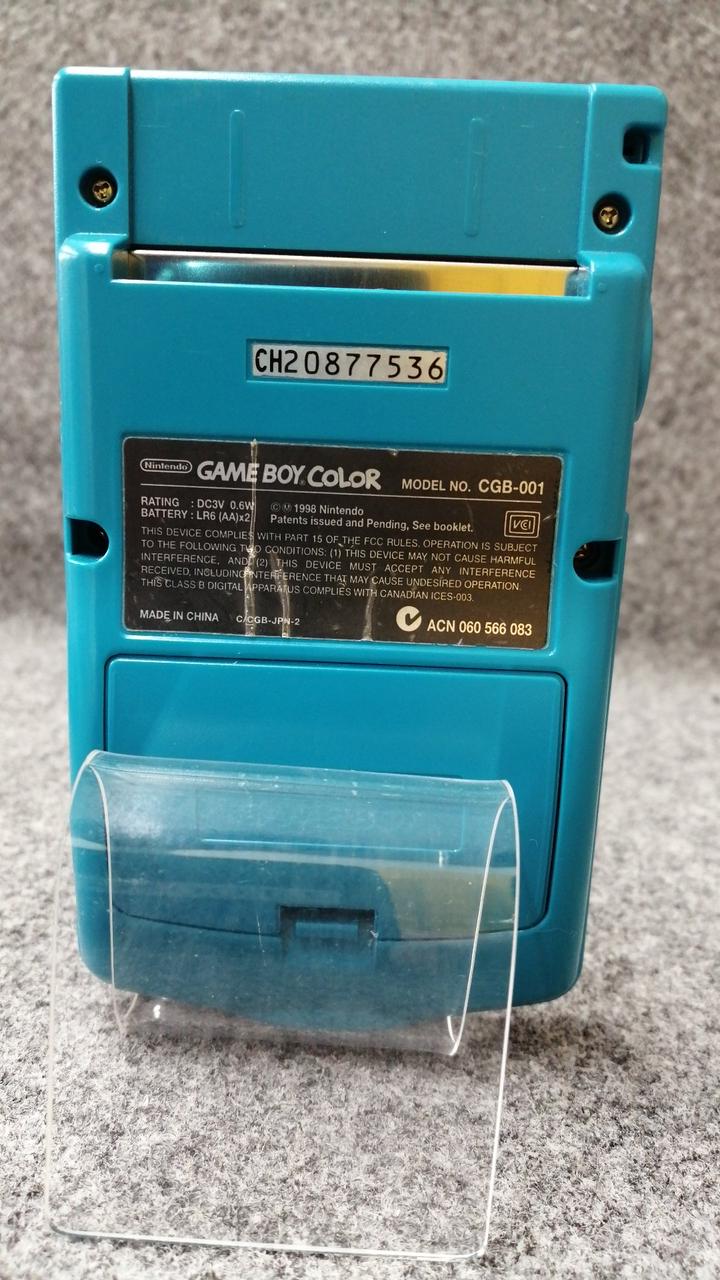 CH20877536
Nintendo GAME BOY COLOR MODEL NO. CGB-001
RATING : DC3V 0.6W ©Ⓜ 1998 Nintendo
BATTERY : LR6 (AA)x2 Patents issued and Pending, See booklet.
VCI
THIS DEVICE COMPLIES WITH PART 15 OF THE FCC RULES. OPERATION IS SUBJECT
TO THE FOLLOWING TWO CONDITIONS: (1) THIS DEVICE MAY NOT CAUSE HARMFUL
INTERFERENCE, AND (2) THIS DEVICE MUST ACCEPT ANY INTERFERENCE
RECEIVED, INCLUDING INTERFERENCE THAT MAY CAUSE UNDESIRED OPERATION.
THIS CLASS B DIGITAL APPARATUS COMPLIES WITH CANADIAN ICES-003.
MADE IN CHINA C/CGB-JPN-2 ACN 060 566 083